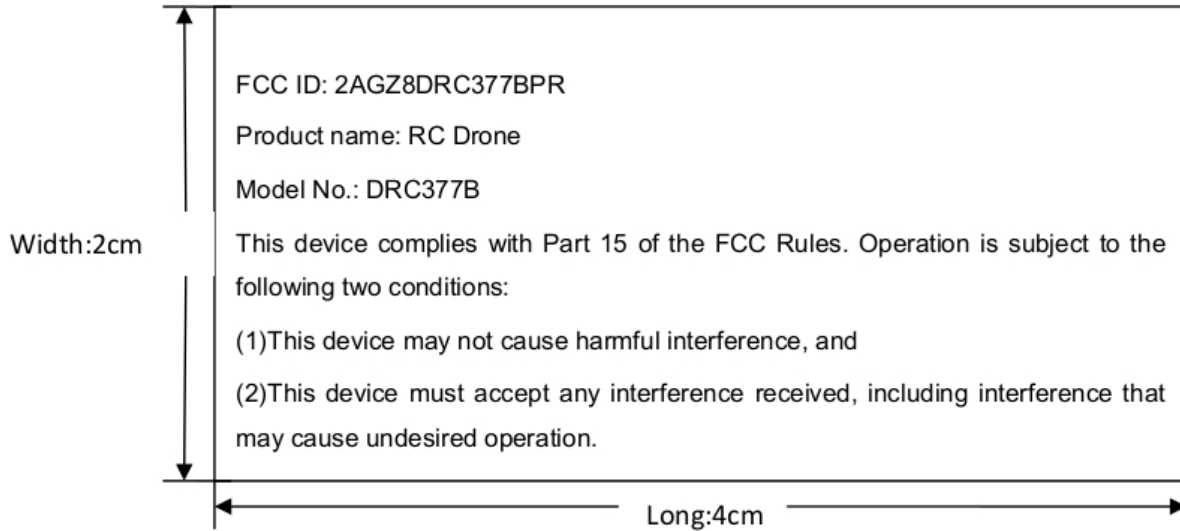 FCC ID: 2AGZ8DRC377BPR
Product name: RC Drone
Model No.: DRC377B
Width:2cm
This device complies with Part 15 of the FCC Rules. Operation is subject to the
following two conditions:
(1)This device may not cause harmful interference, and
(2)This device must accept any interference received, including interference that
may cause undesired operation.
Long:4cm